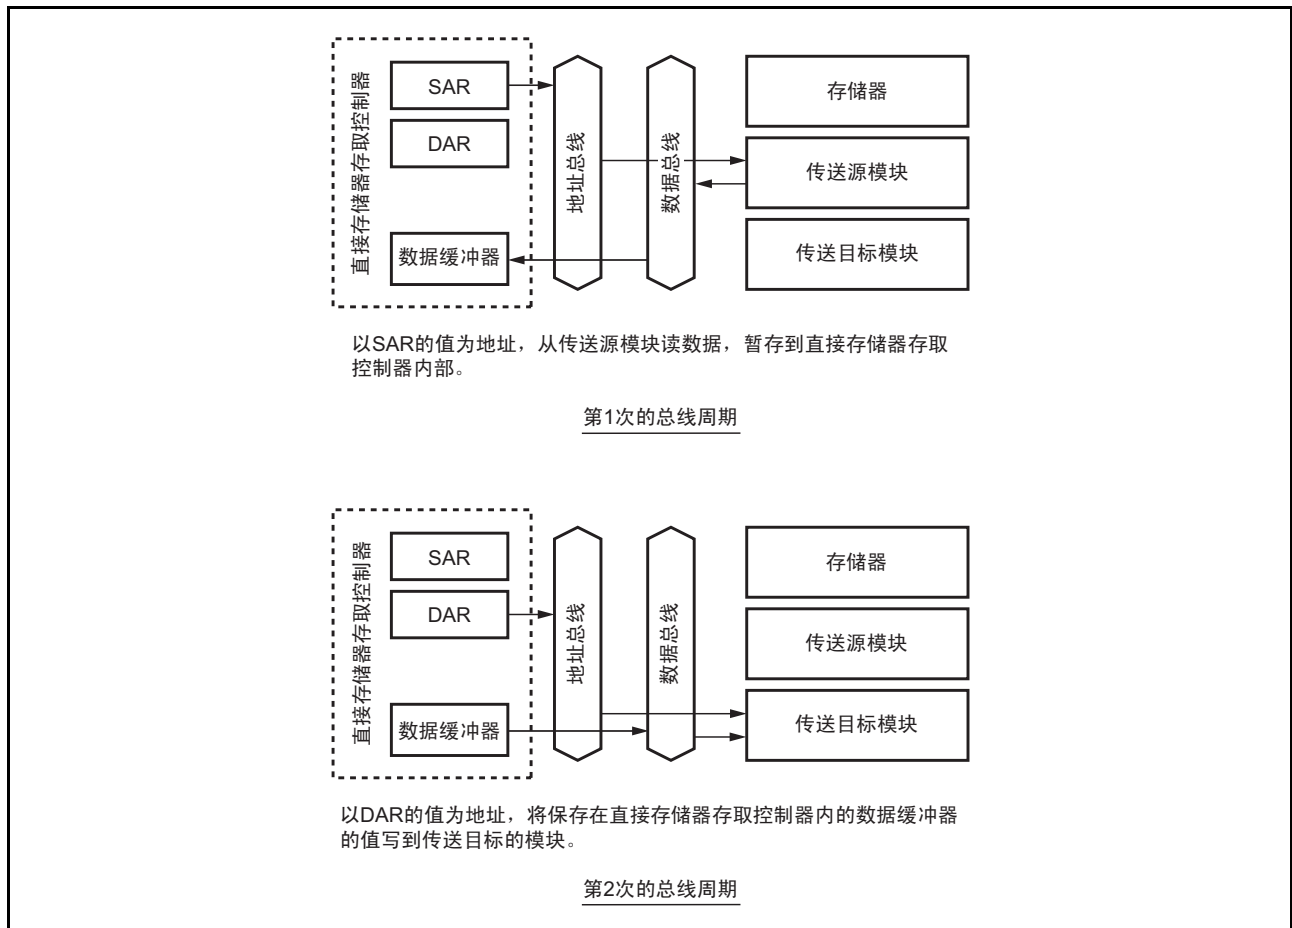 直接存储器存取控制器
SAR
DAR
数据缓冲器
地址总线
数据总线
存储器
传送源模块
传送目标模块
以SAR的值为地址，从传送源模块读数据，暂存到直接存储器存取
控制器内部。
第1次的总线周期
直接存储器存取控制器
SAR
DAR
数据缓冲器
地址总线
数据总线
存储器
传送源模块
传送目标模块
以DAR的值为地址，将保存在直接存储器存取控制器内的数据缓冲器
的值写到传送目标的模块。
第2次的总线周期